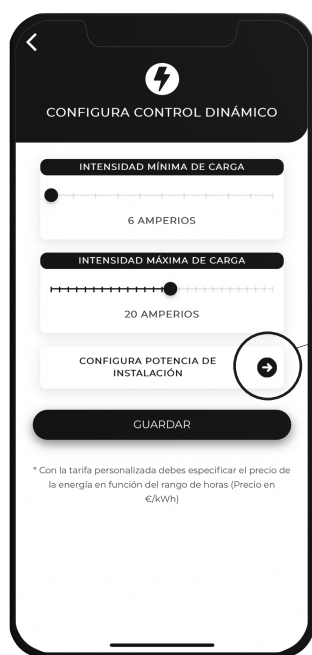 CONFIGURA CONTROL DINÁMICO
INTENSIDAD MÍNIMA DE CARGA
6 AMPERIOS
INTENSIDAD MÁXIMA DE CARGA
20 AMPERIOS
CONFIGURA POTENCIA DE
INSTALACIÓN
GUARDAR
* Con la tarifa personalizada debes especificar el precio de
la energía en función del rango de horas (Precio en
€/kWh)